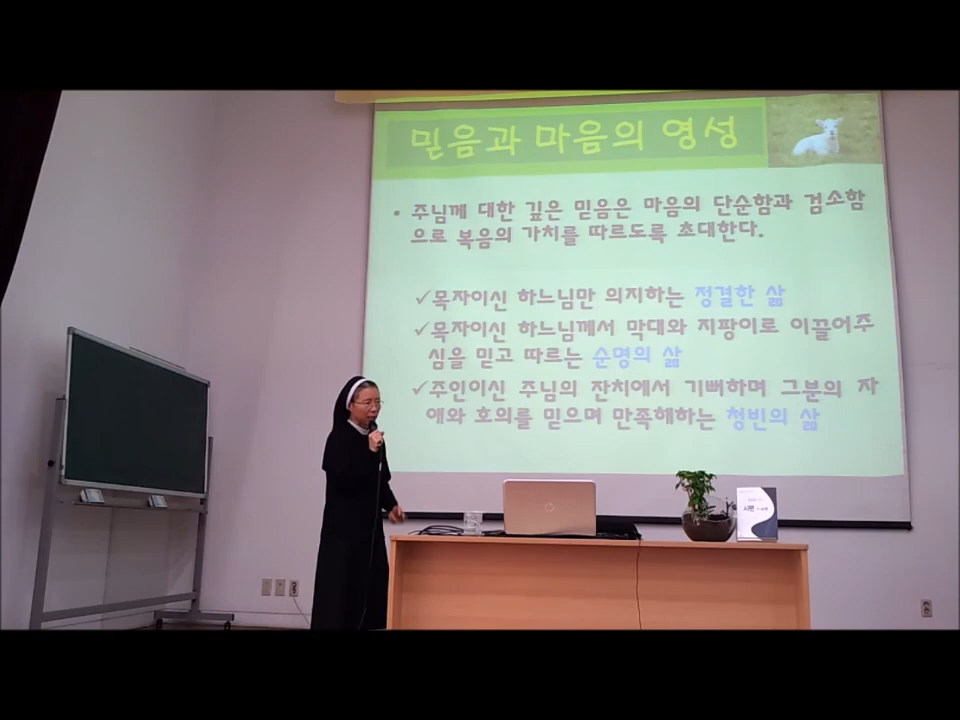 믿음과 마음의 영성
• 주님께 대한 깊은 믿음은 마음의 단순함과 검소함
으로 복음의 가치를 따르도록 초대한다.
✓목자이신 하느님만 의지하는 정결한 삶
✓목자이신 하느님께서 막대와 지팡이로 이끌어주
심을 믿고 따르는 순명의 삶
✓주인이신 주님의 잔치에서 기뻐하며 그분의 자
애와 호의를 믿으며 만족해하는 청빈의 삶
시편